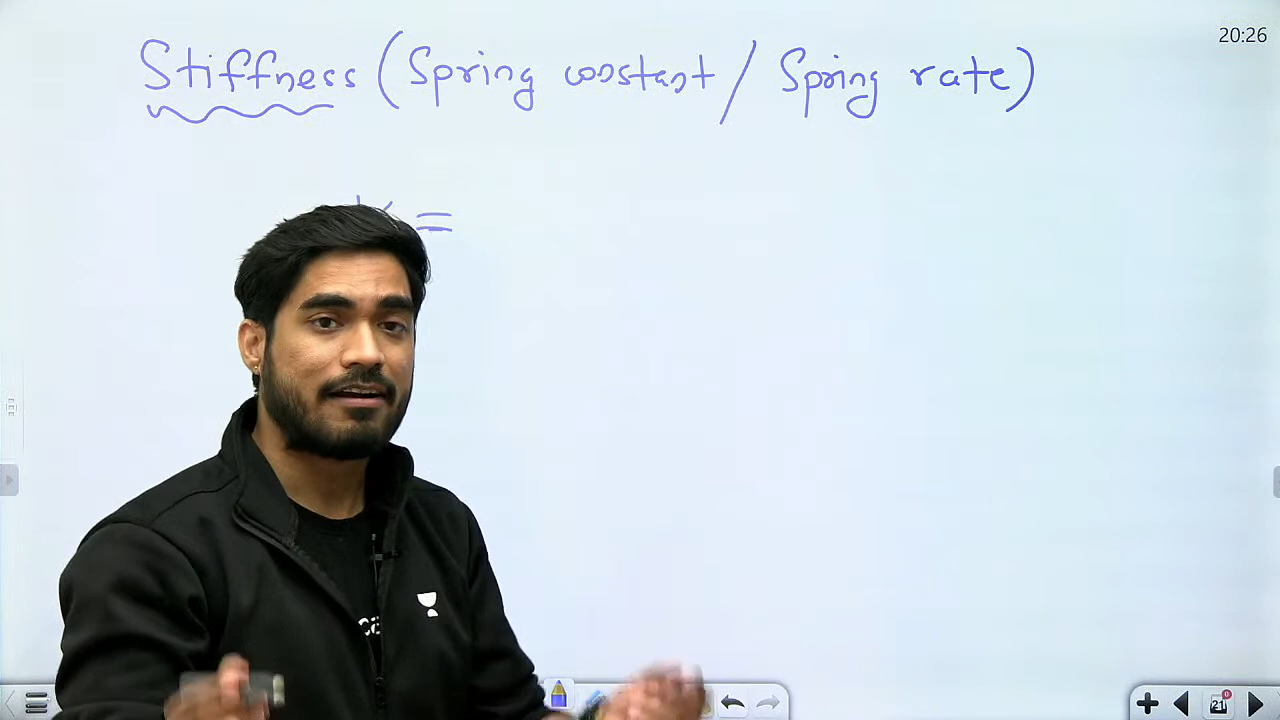 20:26
Stiffness (Spring constant / Spring rate)
k =
21